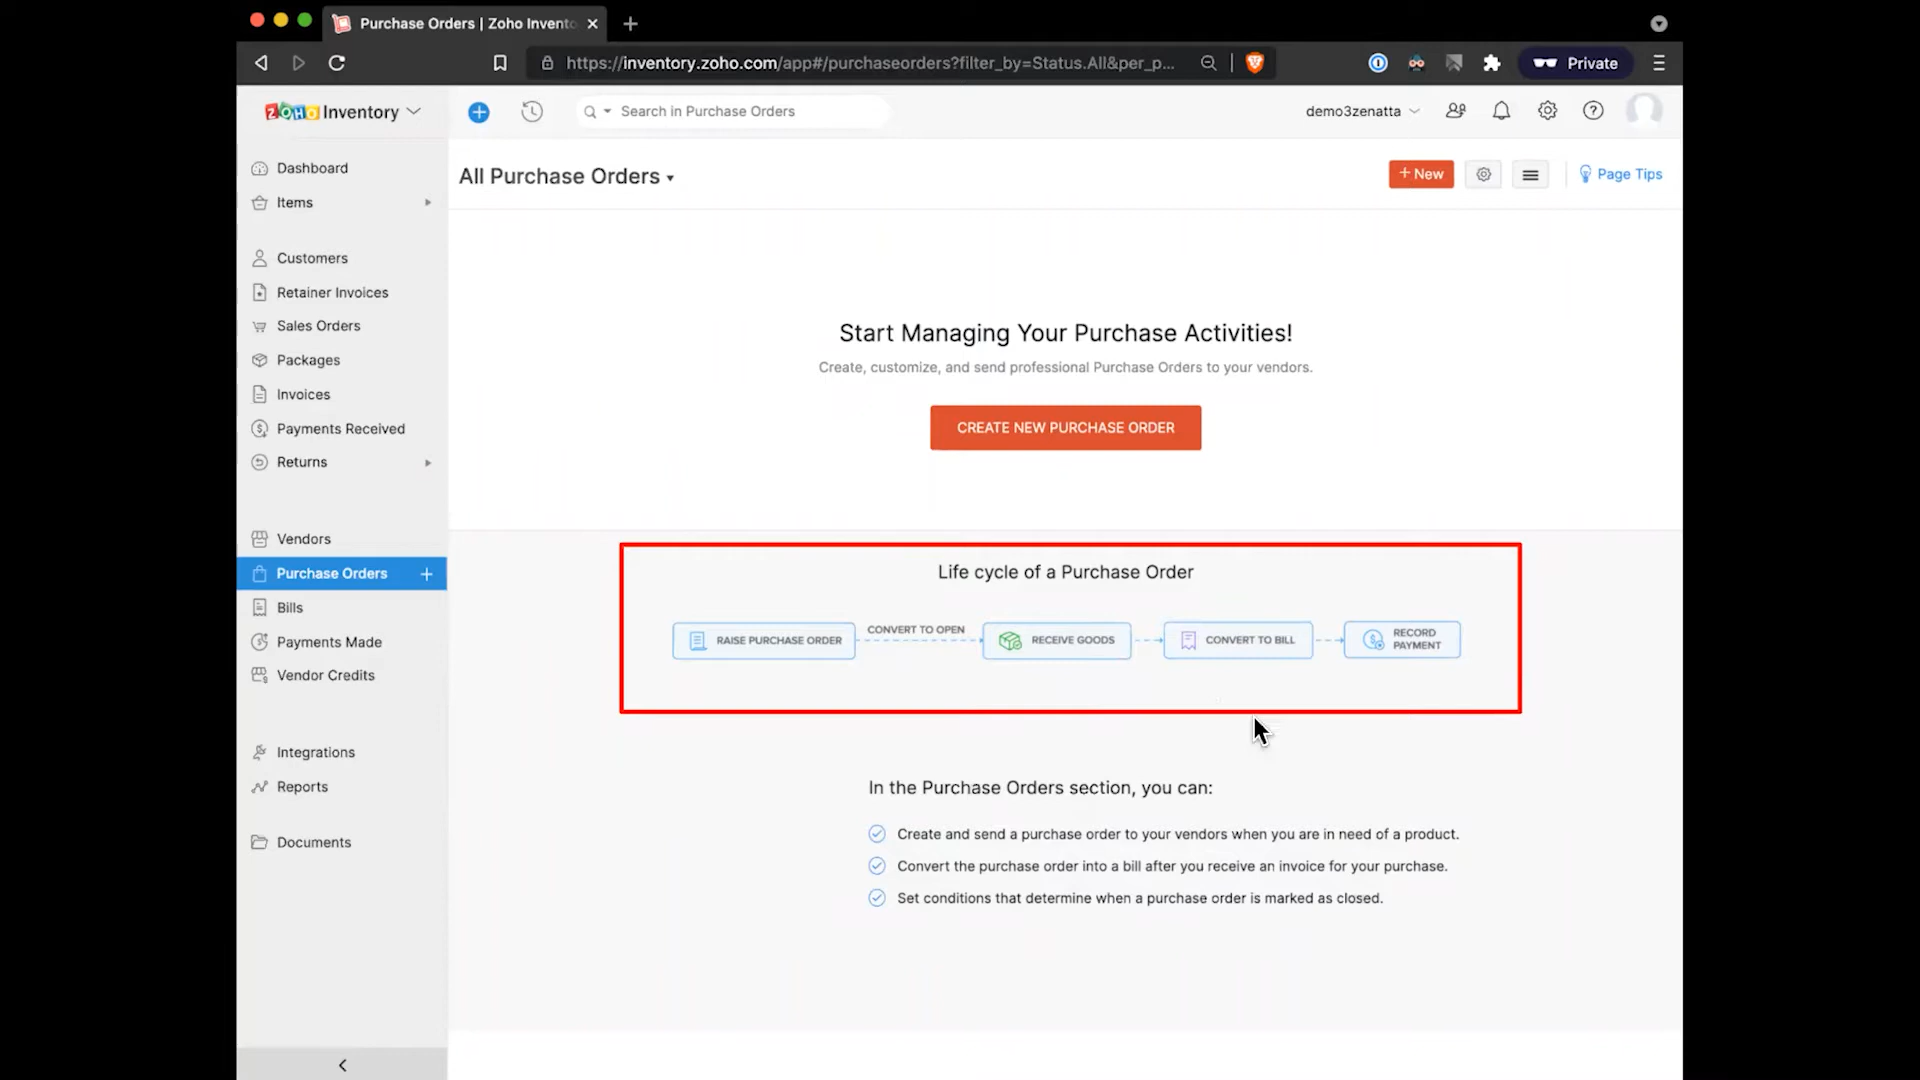 Purchase Orders | Zoho Invento
https://inventory.zoho.com/app#/purchaseorders?filter_by=Status.All&per_p...
Private
ZOHO Inventory
Search in Purchase Orders
demo3zenatta
Dashboard
Items
Customers
Retainer Invoices
Sales Orders
Packages
Invoices
Payments Received
Returns
Vendors
Purchase Orders
Bills
Payments Made
Vendor Credits
Integrations
Reports
Documents
All Purchase Orders
+ New
Page Tips
Start Managing Your Purchase Activities!
Create, customize, and send professional Purchase Orders to your vendors.
CREATE NEW PURCHASE ORDER
Life cycle of a Purchase Order
RAISE PURCHASE ORDER
CONVERT TO OPEN
RECEIVE GOODS
CONVERT TO BILL
RECORD
PAYMENT
In the Purchase Orders section, you can:
Create and send a purchase order to your vendors when you are in need of a product.
Convert the purchase order into a bill after you receive an invoice for your purchase.
Set conditions that determine when a purchase order is marked as closed.